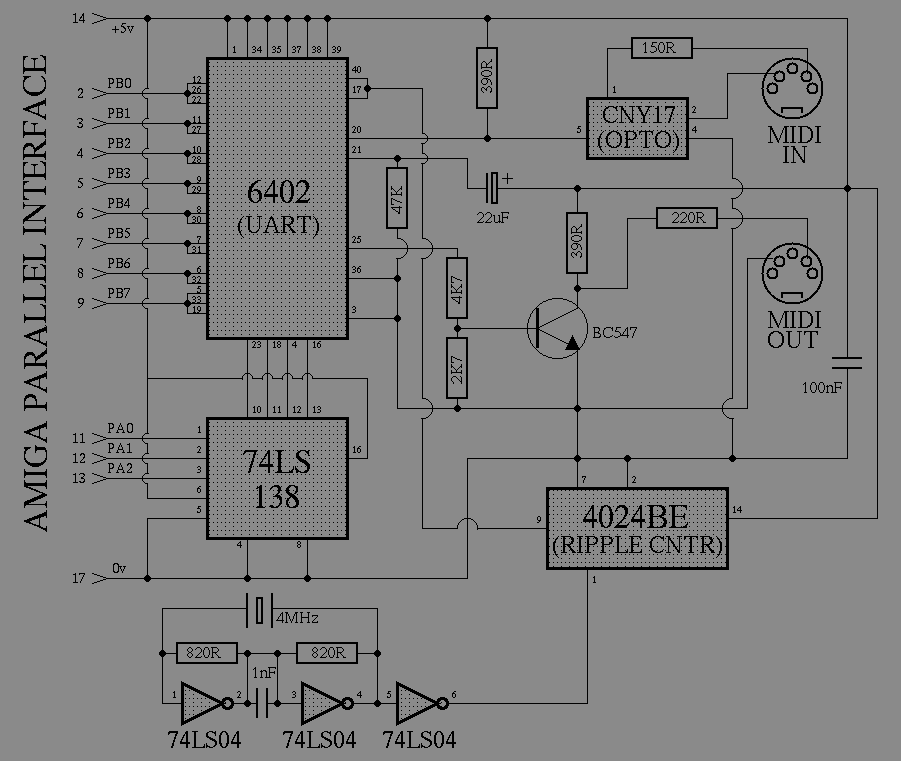 AMIGA PARALLEL INTERFACE
14 +5v
1 34 35 37 38 39
2 PB0 12 26 22
3 PB1 11 27
4 PB2 10 28
5 PB3 9 29
6 PB4 8 30
7 PB5 7 31
8 PB6 6 32
9 PB7 5 33 19
6402
(UART)
40
17
20
21
25
36
3
23 18 4 16
390R
150R
1
CNY17
(OPTO)
5
2
4
MIDI
IN
47K
22uF +
390R
220R
4K7
2K7
BC547
MIDI
OUT
100nF
10 11 12 13
11 PA0 1
12 PA1 2
13 PA2 3
6
5
16
74LS
138
4 8
17 0v
7 2
9
14
4024BE
(RIPPLE CNTR)
1
4MHz
820R
820R
1nF
1 2 3 4 5 6
74LS04 74LS04 74LS04